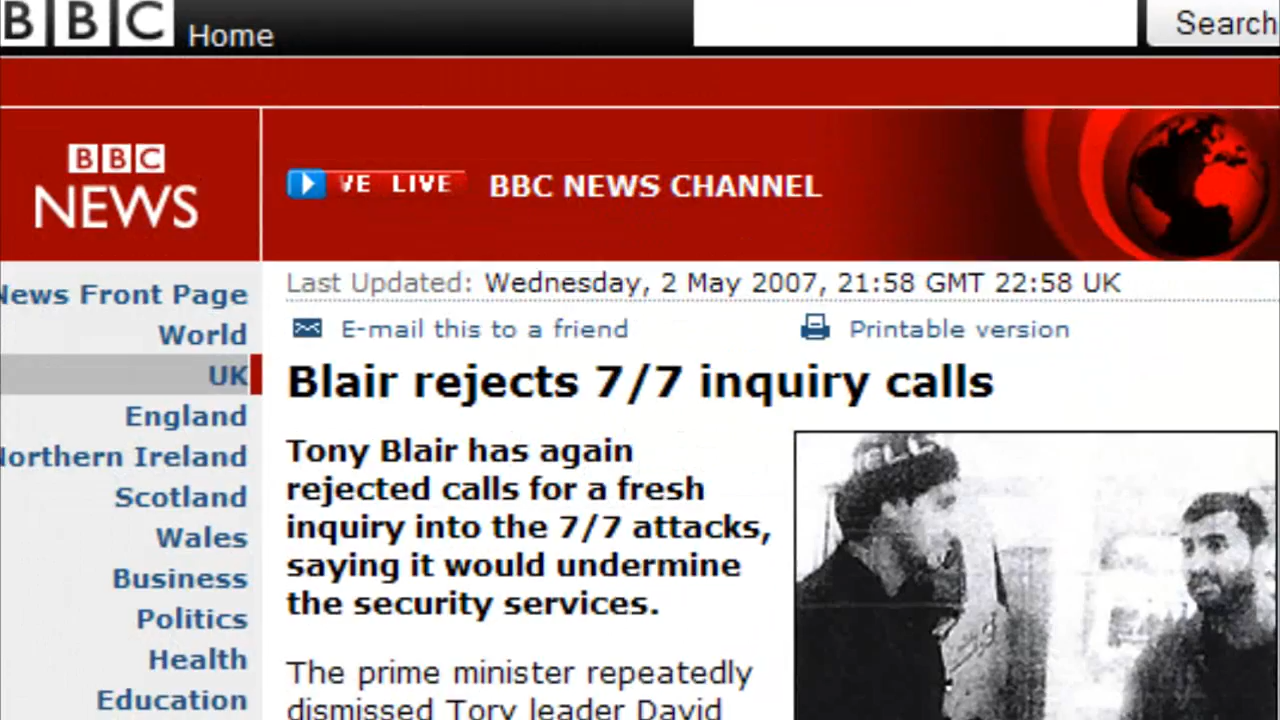 BBC Home Search
BBC
NEWS
VE LIVE BBC NEWS CHANNEL
News Front Page
World
UK
England
Northern Ireland
Scotland
Wales
Business
Politics
Health
Education
Last Updated: Wednesday, 2 May 2007, 21:58 GMT 22:58 UK
E-mail this to a friend Printable version
Blair rejects 7/7 inquiry calls
Tony Blair has again
rejected calls for a fresh
inquiry into the 7/7 attacks,
saying it would undermine
the security services.
The prime minister repeatedly
dismissed Tory leader David